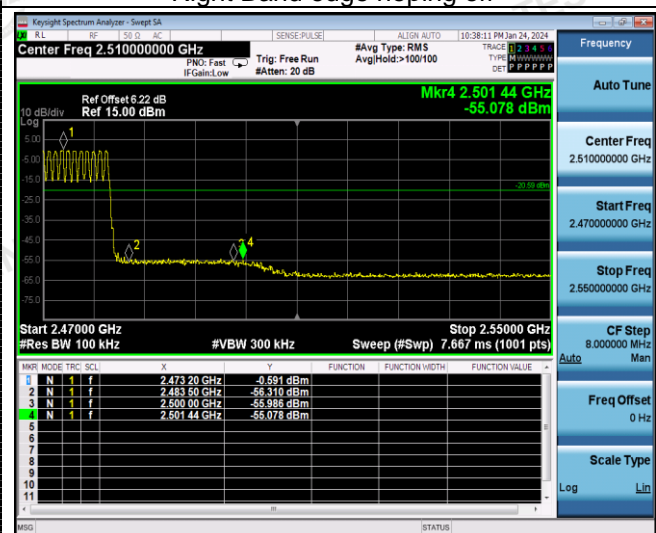 Right Band edge hoping off
Keysight Spectrum Analyzer - Swept SA
RL RF 50 Ω AC SENSE:PULSE ALIGN AUTO 10:38:11 PM Jan 24, 2024
Center Freq 2.510000000 GHz
PNO: Fast
IFGain:Low
Trig: Free Run
#Atten: 20 dB
#Avg Type: RMS
Avg|Hold:>100/100
TRACE 1 2 3 4 5 6
TYPE M WWWWW
DET P P P P P P
Ref Offset 6.22 dB
10 dB/div Ref 15.00 dBm
Log
Mkr4 2.501 44 GHz
-55.078 dBm
5.00
-5.00
-15.0
-25.0
-35.0
-45.0
-55.0
-65.0
-75.0
1
2
3 4
-20.59 dBm
Start 2.47000 GHz Stop 2.55000 GHz
#Res BW 100 kHz #VBW 300 kHz Sweep (#Swp) 7.667 ms (1001 pts)
MKR MODE TRC SCL X Y FUNCTION FUNCTION WIDTH FUNCTION VALUE
1 N 1 f 2.473 20 GHz -0.591 dBm
2 N 1 f 2.483 50 GHz -56.310 dBm
3 N 1 f 2.500 00 GHz -55.986 dBm
4 N 1 f 2.501 44 GHz -55.078 dBm
5
6
7
8
9
10
11
MSG STATUS
Frequency
Auto Tune
Center Freq
2.510000000 GHz
Start Freq
2.470000000 GHz
Stop Freq
2.550000000 GHz
CF Step
8.000000 MHz
Auto Man
Freq Offset
0 Hz
Scale Type
Log Lin